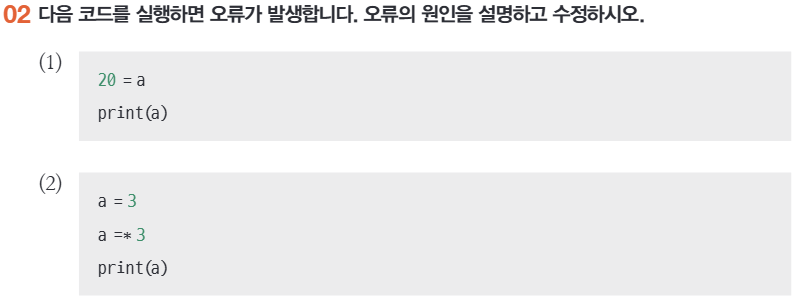 02 다음 코드를 실행하면 오류가 발생합니다. 오류의 원인을 설명하고 수정하시오.
(1)
20 = a
print(a)
(2)
a = 3
a =* 3
print(a)